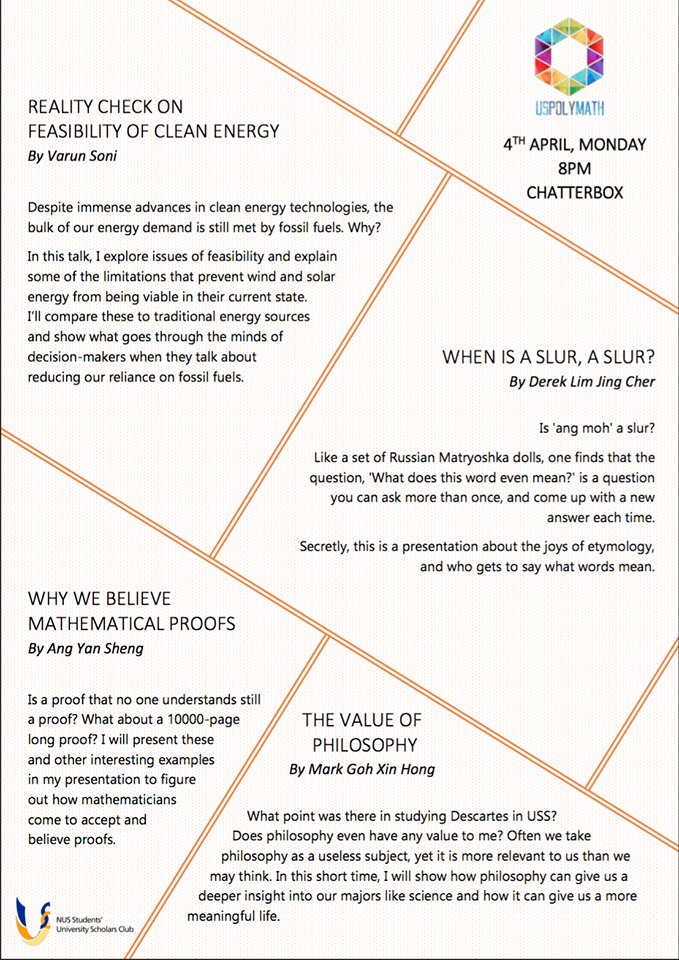 USPOLYMATH
4TH APRIL, MONDAY
8PM
CHATTERBOX
REALITY CHECK ON
FEASIBILITY OF CLEAN ENERGY
By Varun Soni
Despite immense advances in clean energy technologies, the
bulk of our energy demand is still met by fossil fuels. Why?
In this talk, I explore issues of feasibility and explain
some of the limitations that prevent wind and solar
energy from being viable in their current state.
I'll compare these to traditional energy sources
and show what goes through the minds of
decision-makers when they talk about
reducing our reliance on fossil fuels.
WHEN IS A SLUR, A SLUR?
By Derek Lim Jing Cher
Is 'ang moh' a slur?
Like a set of Russian Matryoshka dolls, one finds that the
question, 'What does this word even mean?' is a question
you can ask more than once, and come up with a new
answer each time.
Secretly, this is a presentation about the joys of etymology,
and who gets to say what words mean.
WHY WE BELIEVE
MATHEMATICAL PROOFS
By Ang Yan Sheng
Is a proof that no one understands still
a proof? What about a 10000-page
long proof? I will present these
and other interesting examples
in my presentation to figure
out how mathematicians
come to accept and
believe proofs.
THE VALUE OF
PHILOSOPHY
By Mark Goh Xin Hong
What point was there in studying Descartes in USS?
Does philosophy even have any value to me? Often we take
philosophy as a useless subject, yet it is more relevant to us than we
may think. In this short time, I will show how philosophy can give us a
deeper insight into our majors like science and how it can give us a more
meaningful life.
NUS Students'
University Scholars Club